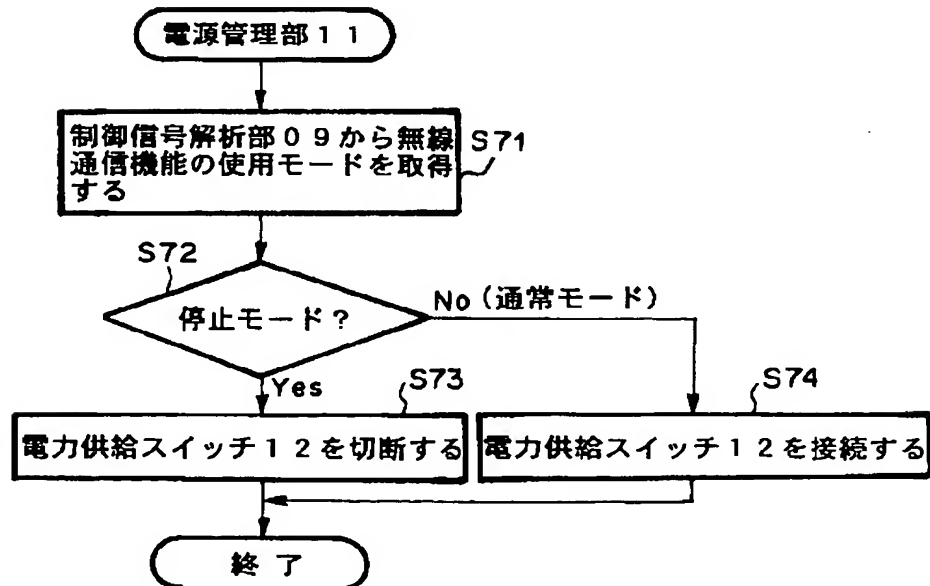 電源管理部11
制御信号解析部09から無線
通信機能の使用モードを取得
する
S71
S72
停止モード?
No(通常モード)
Yes
S73
S74
電力供給スイッチ12を切断する
電力供給スイッチ12を接続する
終了